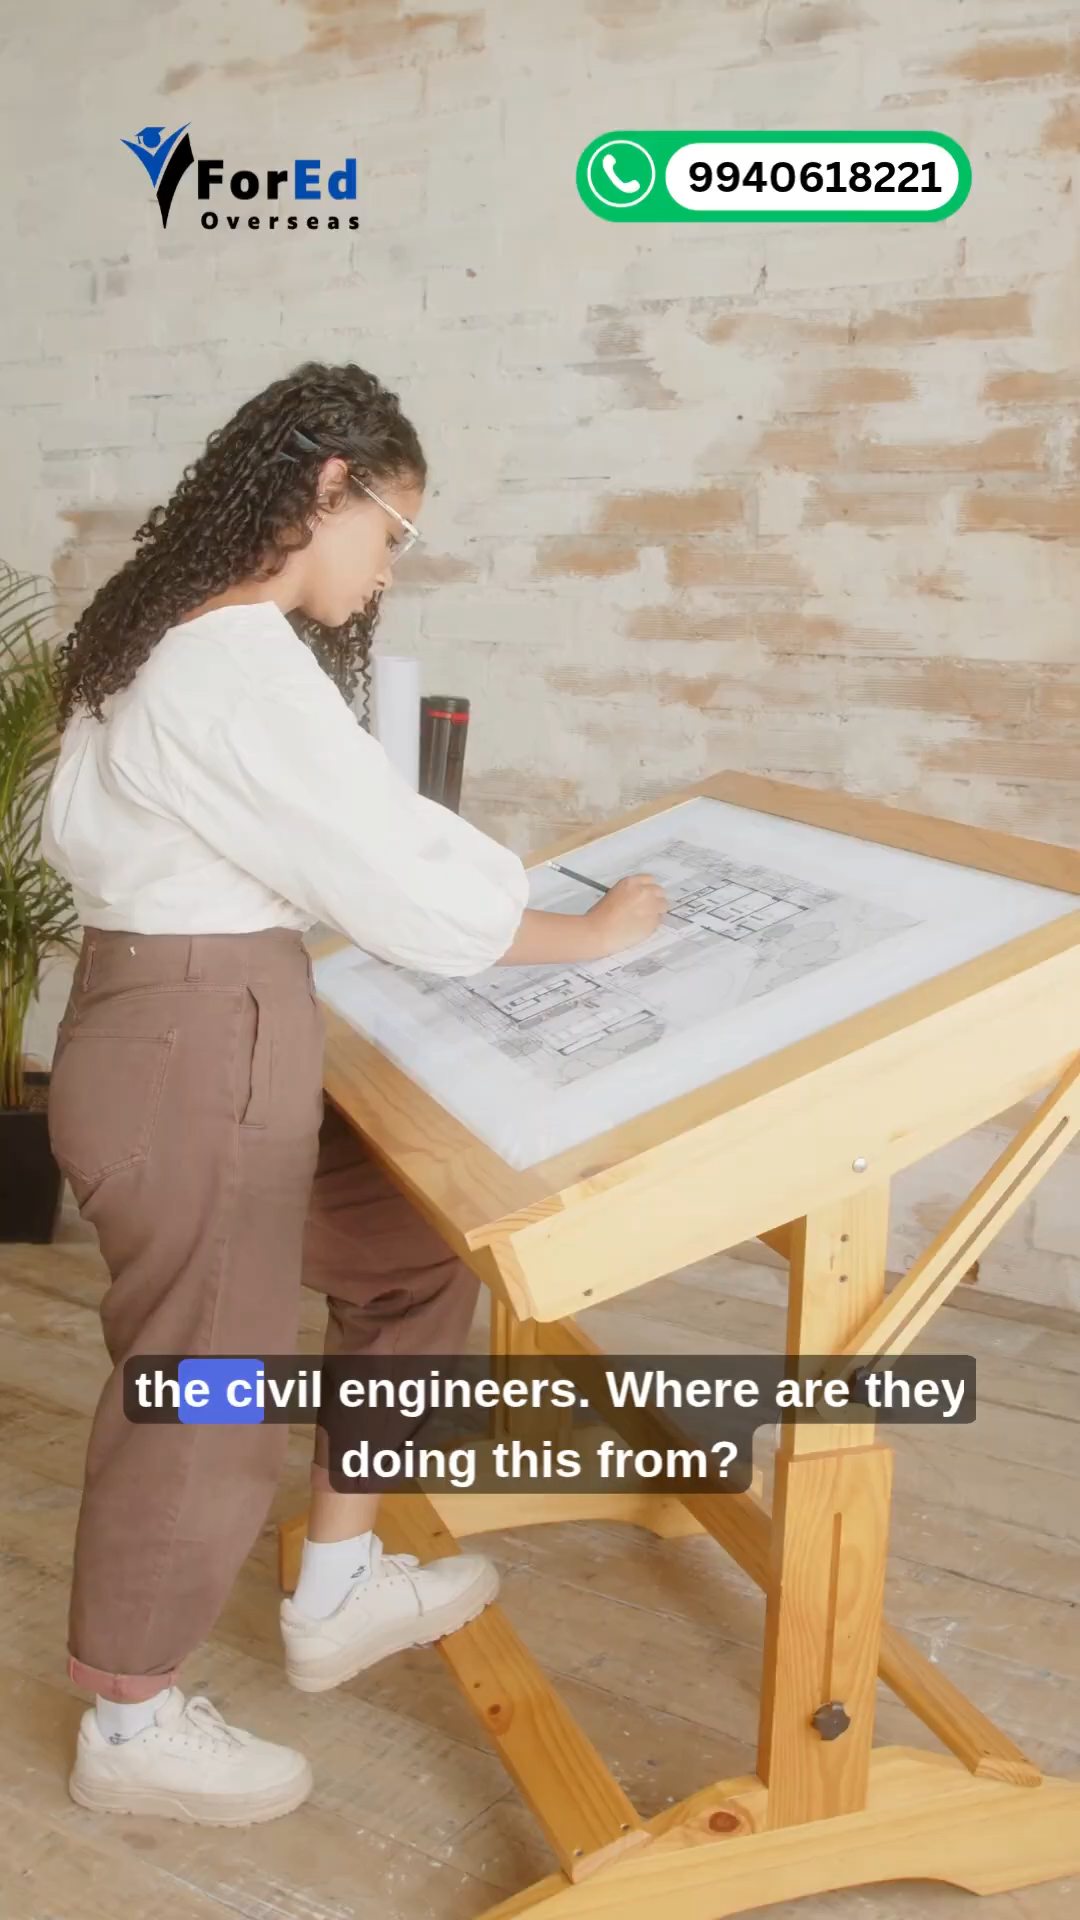 ForEd
Overseas
9940618221
the civil engineers. Where are they
doing this from?